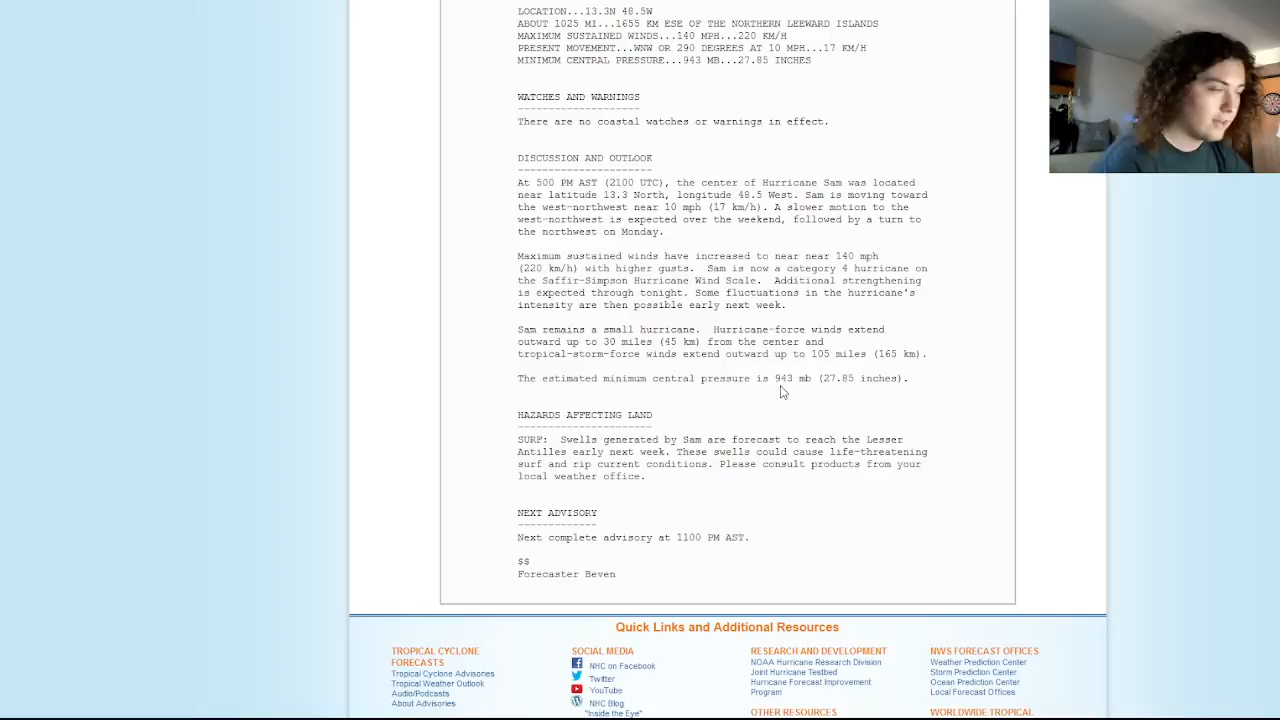 LOCATION...13.3N 48.5W
ABOUT 1025 MI...1655 KM ESE OF THE NORTHERN LEEWARD ISLANDS
MAXIMUM SUSTAINED WINDS...140 MPH...220 KM/H
PRESENT MOVEMENT...WNW OR 290 DEGREES AT 10 MPH...17 KM/H
MINIMUM CENTRAL PRESSURE...943 MB...27.85 INCHES
WATCHES AND WARNINGS
--------------------
There are no coastal watches or warnings in effect.
DISCUSSION AND OUTLOOK
----------------------
At 500 PM AST (2100 UTC), the center of Hurricane Sam was located
near latitude 13.3 North, longitude 48.5 West. Sam is moving toward
the west-northwest near 10 mph (17 km/h). A slower motion to the
west-northwest is expected over the weekend, followed by a turn to
the northwest on Monday.
Maximum sustained winds have increased to near near 140 mph
(220 km/h) with higher gusts.  Sam is now a category 4 hurricane on
the Saffir-Simpson Hurricane Wind Scale.  Additional strengthening
is expected through tonight. Some fluctuations in the hurricane's
intensity are then possible early next week.
Sam remains a small hurricane.  Hurricane-force winds extend
outward up to 30 miles (45 km) from the center and
tropical-storm-force winds extend outward up to 105 miles (165 km).
The estimated minimum central pressure is 943 mb (27.85 inches).
HAZARDS AFFECTING LAND
----------------------
SURF:  Swells generated by Sam are forecast to reach the Lesser
Antilles early next week. These swells could cause life-threatening
surf and rip current conditions. Please consult products from your
local weather office.
NEXT ADVISORY
-------------
Next complete advisory at 1100 PM AST.
$$
Forecaster Beven
Quick Links and Additional Resources
TROPICAL CYCLONE
FORECASTS
Tropical Cyclone Advisories
Tropical Weather Outlook
Audio/Podcasts
About Advisories
SOCIAL MEDIA
NHC on Facebook
Twitter
YouTube
NHC Blog:
"Inside the Eye"
RESEARCH AND DEVELOPMENT
NOAA Hurricane Research Division
Joint Hurricane Testbed
Hurricane Forecast Improvement
Program
OTHER RESOURCES
NWS FORECAST OFFICES
Weather Prediction Center
Storm Prediction Center
Ocean Prediction Center
Local Forecast Offices
WORLDWIDE TROPICAL